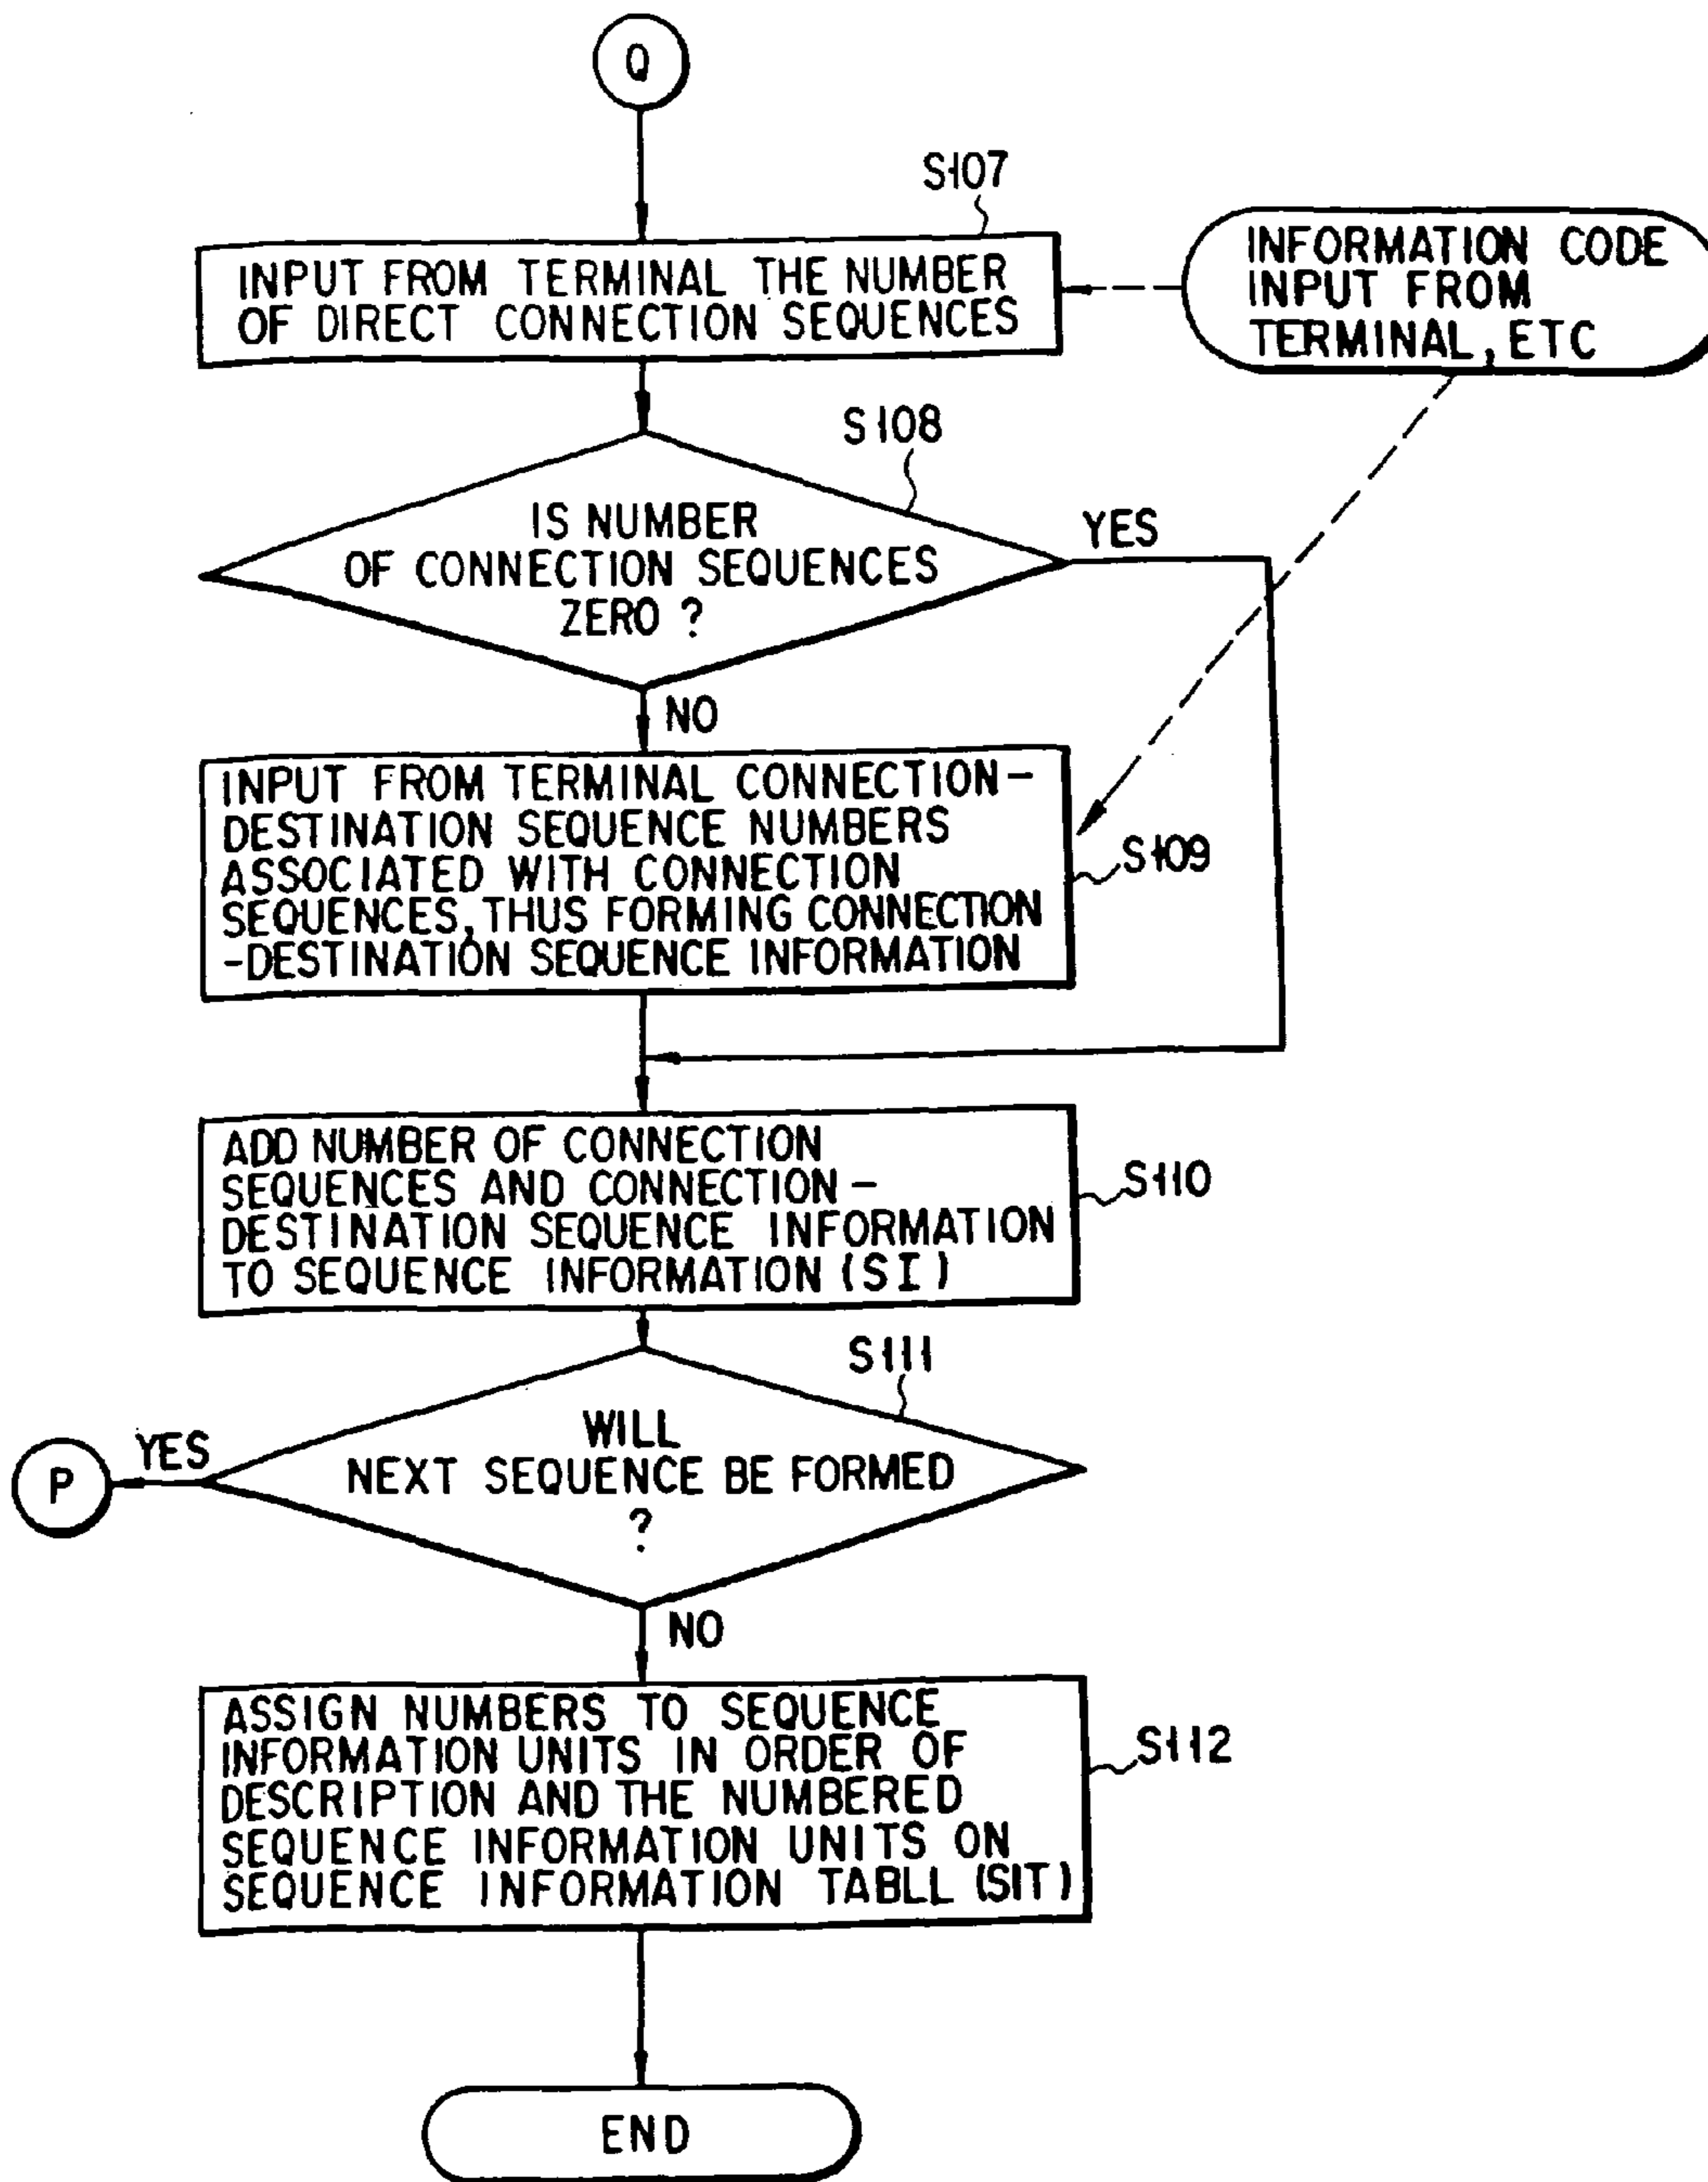 Q
S107
INPUT FROM TERMINAL THE NUMBER
OF DIRECT CONNECTION SEQUENCES
INFORMATION CODE
INPUT FROM
TERMINAL, ETC
S108
IS NUMBER
OF CONNECTION SEQUENCES
ZERO ?
YES
NO
INPUT FROM TERMINAL CONNECTION-
DESTINATION SEQUENCE NUMBERS
ASSOCIATED WITH CONNECTION
SEQUENCES, THUS FORMING CONNECTION
-DESTINATION SEQUENCE INFORMATION
S109
ADD NUMBER OF CONNECTION
SEQUENCES AND CONNECTION-
DESTINATION SEQUENCE INFORMATION
TO SEQUENCE INFORMATION (SI)
S110
S111
WILL
NEXT SEQUENCE BE FORMED
?
YES
P
NO
ASSIGN NUMBERS TO SEQUENCE
INFORMATION UNITS IN ORDER OF
DESCRIPTION AND THE NUMBERED
SEQUENCE INFORMATION UNITS ON
SEQUENCE INFORMATION TABLL (SIT)
S112
END